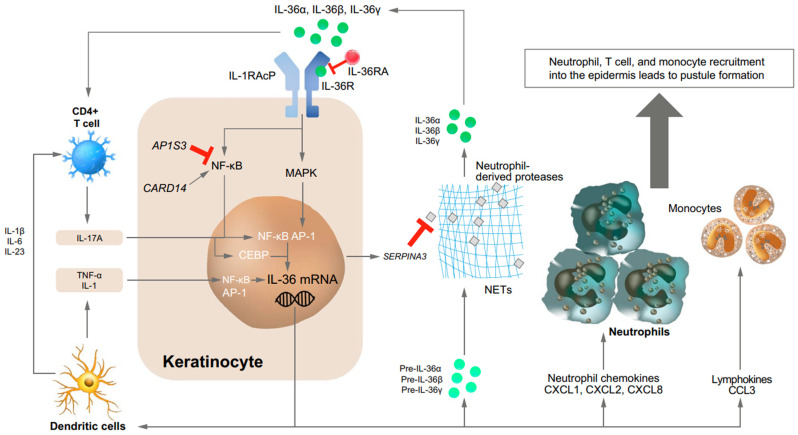 IL-36α, IL-36β, IL-36γ
IL-1RAcP
IL-36RA
IL-36R
Neutrophil, T cell, and monocyte recruitment
into the epidermis leads to pustule formation
CD4+
T cell
AP1S3
NF-κB
CARD14
MAPK
IL-36α
IL-36β
IL-36γ
Neutrophil-
derived proteases
Monocytes
IL-1β
IL-6
IL-23
IL-17A
NF-κB AP-1
CEBP
SERPINA3
TNF-α
IL-1
NF-κB
AP-1
IL-36 mRNA
NETs
Neutrophils
Keratinocyte
Pre-IL-36α
Pre-IL-36β
Pre-IL-36γ
Neutrophil chemokines
CXCL1, CXCL2, CXCL8
Lymphokines
CCL3
Dendritic cells